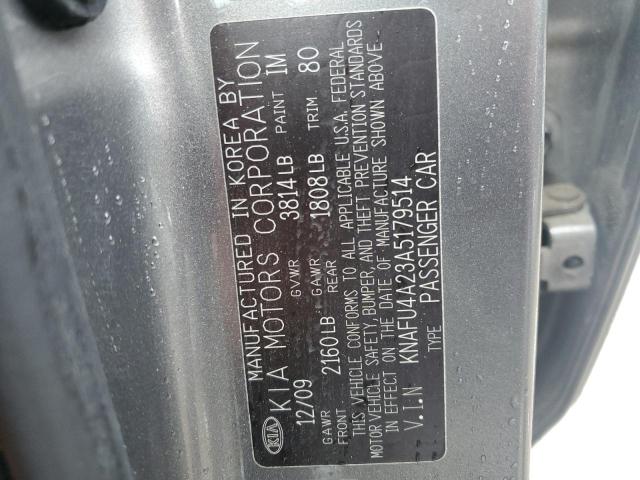 MANUFACTURED IN KOREA BY
KIA KIA MOTORS CORPORATION
12/09 GVWR 3814LB PAINT IM
GAWR FRONT 2160LB GAWR REAR 1808LB TRIM 80
THIS VEHICLE CONFORMS TO ALL APPLICABLE U.S.A. FEDERAL
MOTOR VEHICLE SAFETY, BUMPER, AND THEFT PREVENTION STANDARDS
IN EFFECT ON THE DATE OF MANUFACTURE SHOWN ABOVE.
V.I.N KNAFU4A23A5179514
TYPE PASSENGER CAR